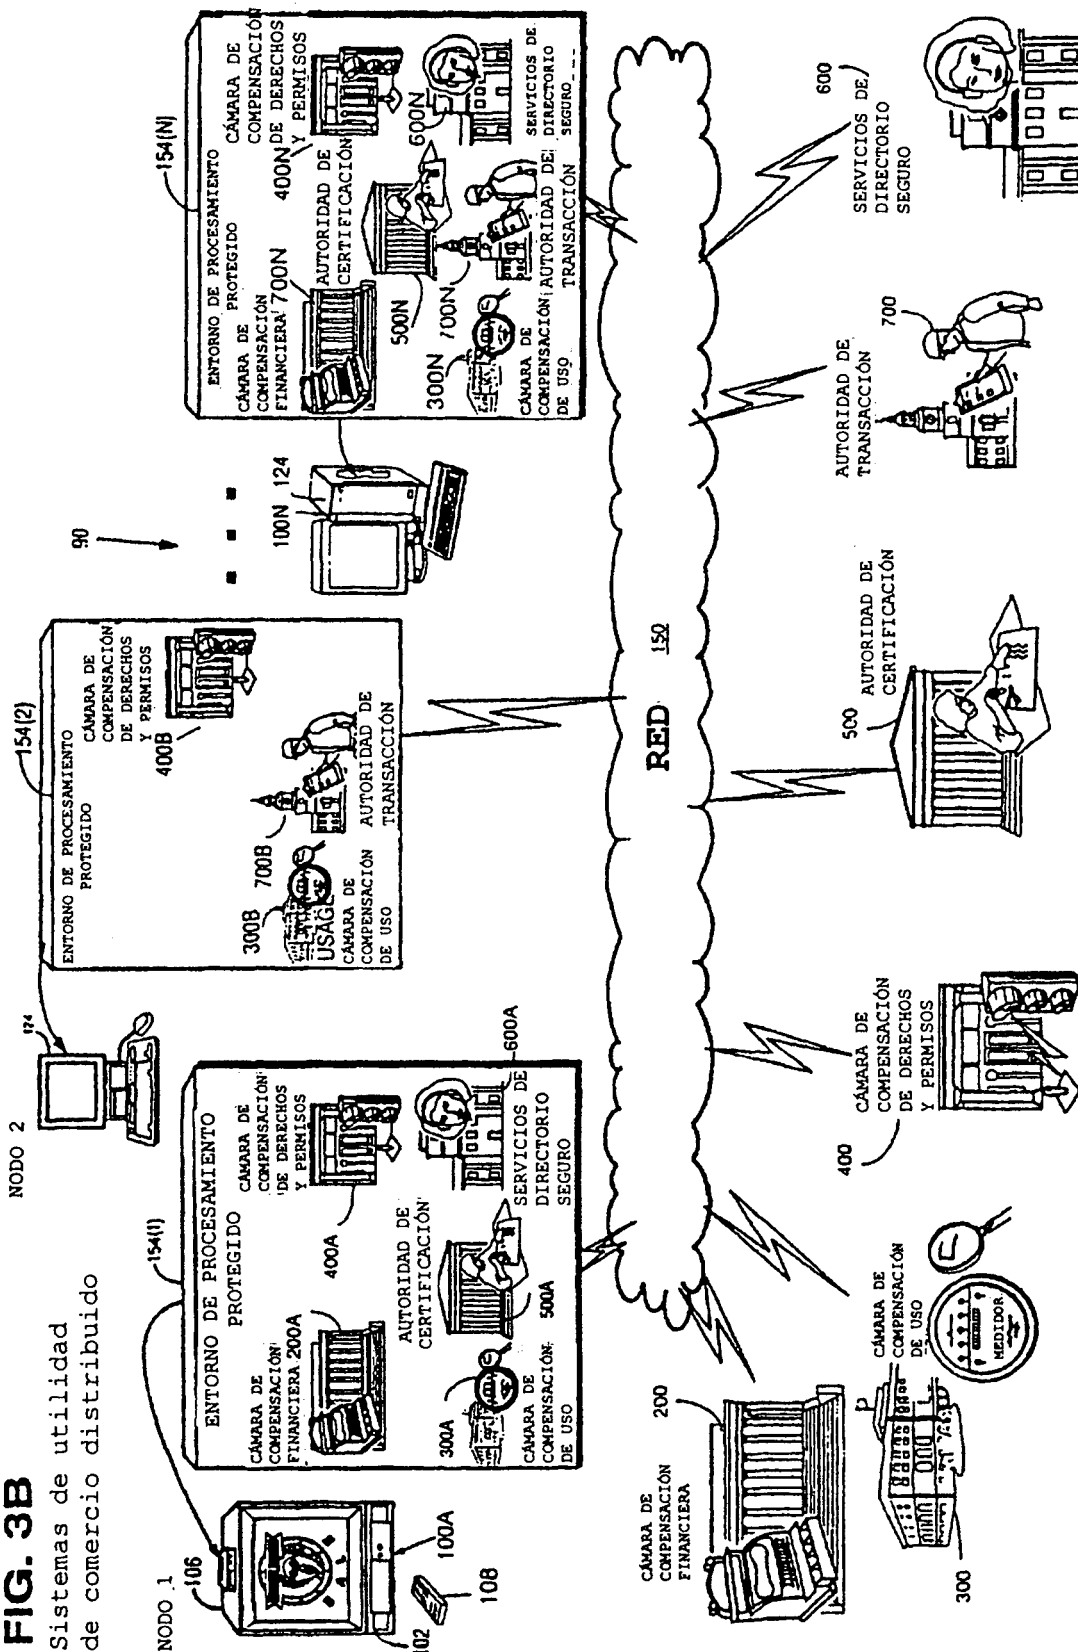 FIG. 3B
Sistemas de utilidad
de comercio distribuido
NODO 1
106
102
100A
108
154(1)
ENTORNO DE PROCESAMIENTO
PROTEGIDO
CÁMARA DE
COMPENSACIÓN
FINANCIERA 200A
CAMARA DE
COMPENSACIÓN
DE DERECHOS
Y PERMISOS
400A
AUTORIDAD DE
CERTIFICACIÓN
500A
300A
CÁMARA DE
COMPENSACIÓN
DE USO
600A
SERVICIOS DE
DIRECTORIO
SEGURO
NODO 2
124
154(2)
ENTORNO DE PROCESAMIENTO
PROTEGIDO
CÁMARA DE
COMPENSACIÓN
DE DERECHOS
Y PERMISOS
400B
300B
USAGE
CÁMARA DE
COMPENSACIÓN
DE USO
700B
AUTORIDAD DE
TRANSACCIÓN
90
100N
124
154(N)
ENTORNO DE PROCESAMIENTO
PROTEGIDO
CÁMARA DE
COMPENSACIÓN
FINANCIERA 700N
CÁMARA DE
COMPENSACIÓN
DE DERECHOS
Y PERMISOS
400N
AUTORIDAD DE
CERTIFICACIÓN
500N
600N
SERVICIOS DE
DIRECTORIO
SEGURO
300N
CÁMARA DE
COMPENSACIÓN
DE USO
700N
AUTORIDAD DE
TRANSACCIÓN
RED 150
CÁMARA DE
COMPENSACIÓN
FINANCIERA
200
CÁMARA DE
COMPENSACIÓN
DE USO
MEDIDOR
300
CÁMARA DE
COMPENSACIÓN
DE DERECHOS
Y PERMISOS
400
AUTORIDAD DE
CERTIFICACIÓN
500
AUTORIDAD DE
TRANSACCIÓN
700
SERVICIOS DE
DIRECTORIO
SEGURO
600